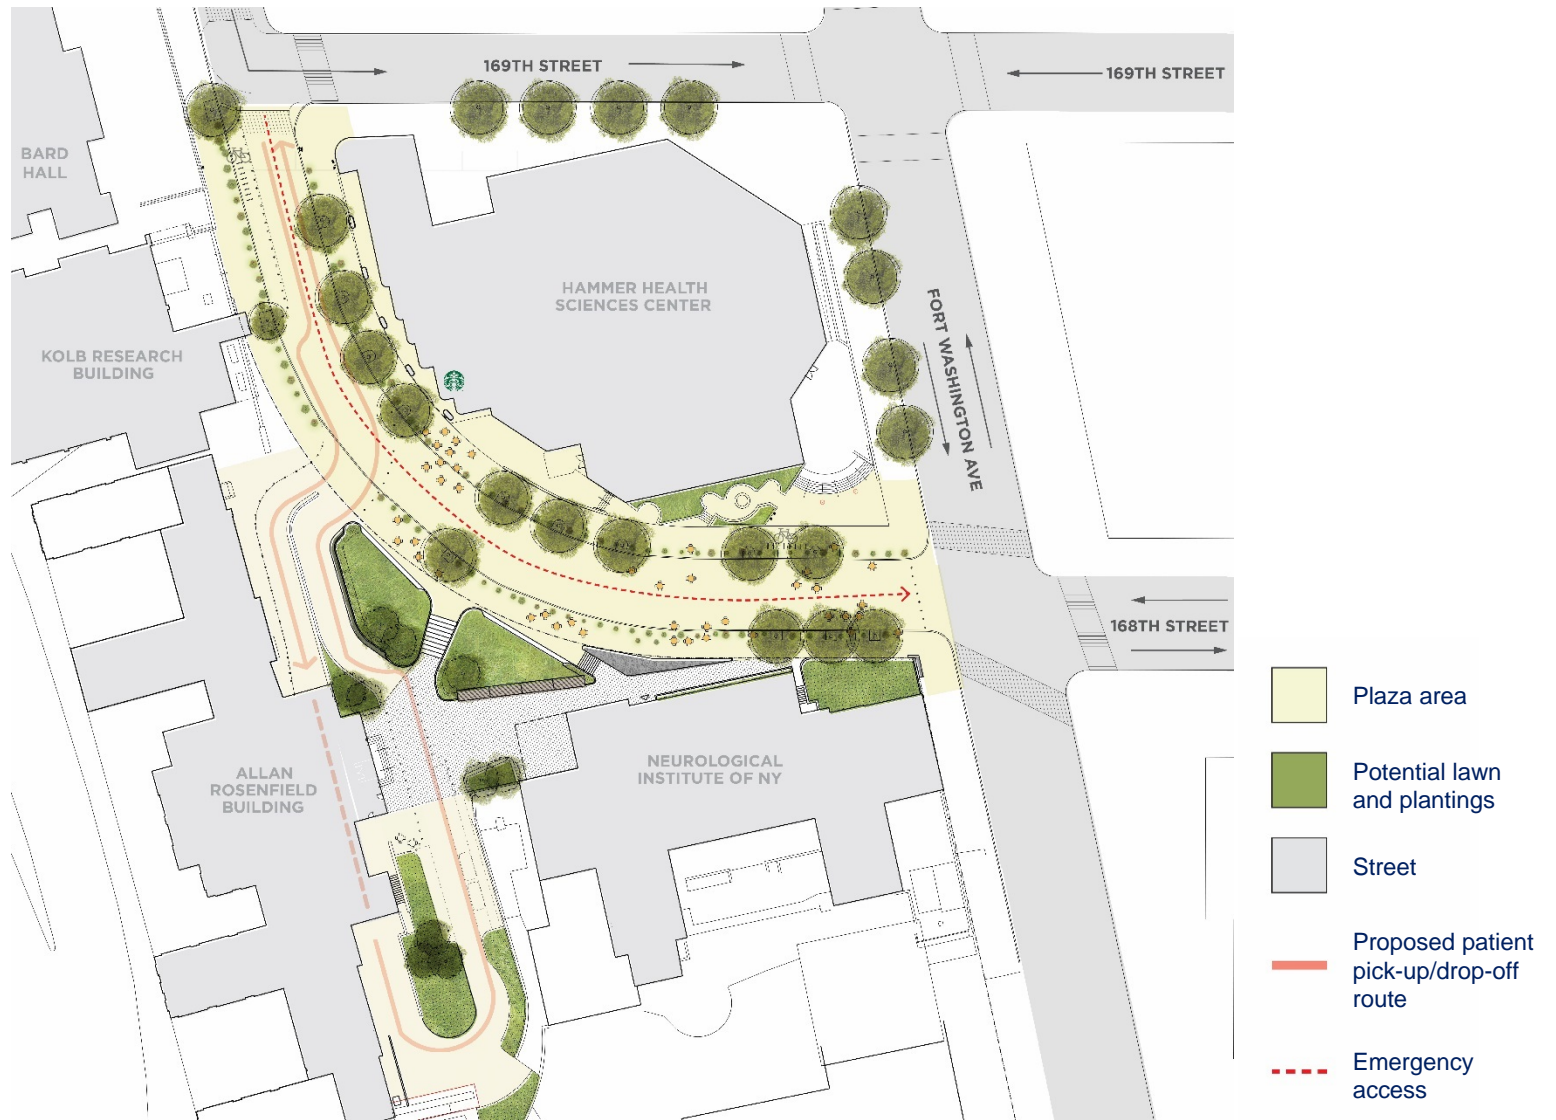 169TH STREET
169TH STREET
BARD
HALL
HAMMER HEALTH
SCIENCES CENTER
FORT WASHINGTON AVE
KOLB RESEARCH
BUILDING
168TH STREET
NEUROLOGICAL
INSTITUTE OF NY
ALLAN
ROSENFIELD
BUILDING
Plaza area
Potential lawn
and plantings
Street
Proposed patient
pick-up/drop-off
route
Emergency
access